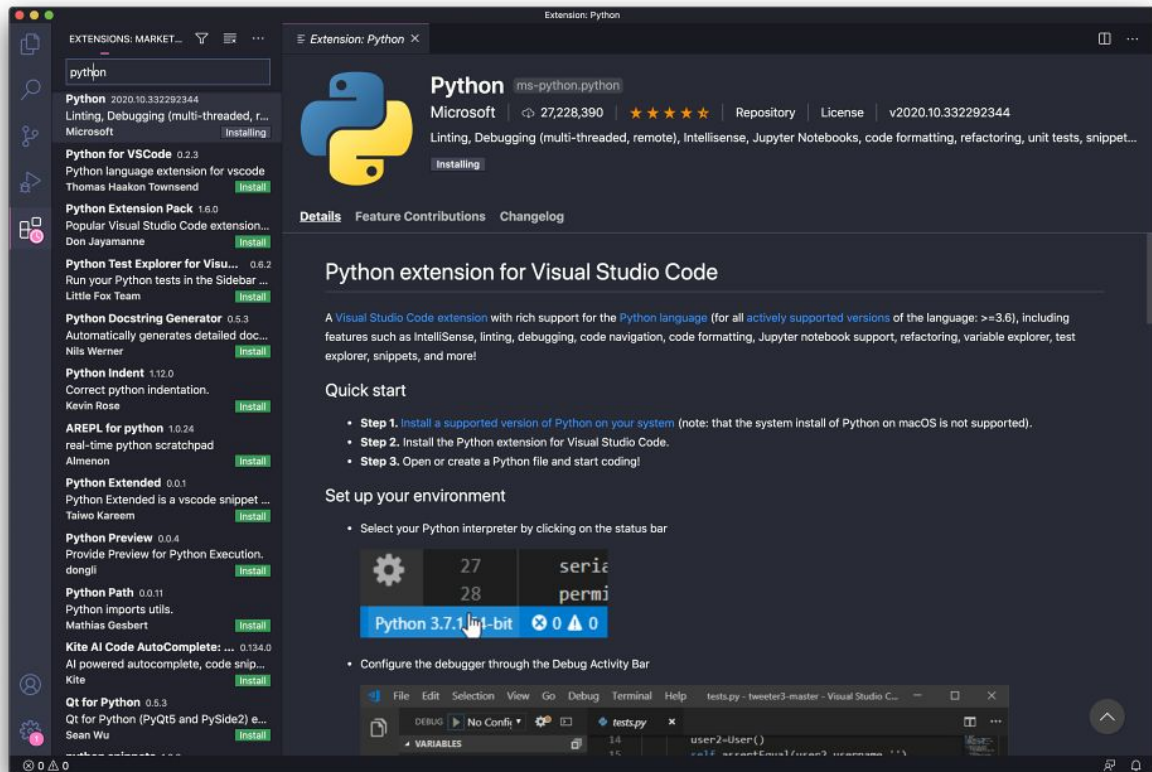 Extension: Python
EXTENSIONS: MARKET...
python
Python 2020.10.332292344
Linting, Debugging (multi-threaded, r...
Microsoft Installing
Python for VSCode 0.2.3
Python language extension for vscode
Thomas Haakon Townsend Install
Python Extension Pack 1.6.0
Popular Visual Studio Code extension...
Don Jayamanne Install
Python Test Explorer for Visu... 0.6.2
Run your Python tests in the Sidebar ...
Little Fox Team Install
Python Docstring Generator 0.5.3
Automatically generates detailed doc...
Nils Werner Install
Python Indent 1.12.0
Correct python indentation.
Kevin Rose Install
AREPL for python 1.0.24
real-time python scratchpad
Almenon Install
Python Extended 0.0.1
Python Extended is a vscode snippet ...
Taiwo Kareem Install
Python Preview 0.0.4
Provide Preview for Python Execution.
dongli Install
Python Path 0.0.11
Python imports utils.
Mathias Gesbert Install
Kite AI Code AutoComplete: ... 0.134.0
AI powered autocomplete, code snip...
Kite Install
Qt for Python 0.5.3
Qt for Python (PyQt5 and PySide2) e...
Sean Wu Install
Extension: Python
Python ms-python.python
Microsoft 27,228,390 Repository License v2020.10.332292344
Linting, Debugging (multi-threaded, remote), Intellisense, Jupyter Notebooks, code formatting, refactoring, unit tests, snippet...
Installing
Details Feature Contributions Changelog
Python extension for Visual Studio Code
A Visual Studio Code extension with rich support for the Python language (for all actively supported versions of the language: >=3.6), including
features such as IntelliSense, linting, debugging, code navigation, code formatting, Jupyter notebook support, refactoring, variable explorer, test
explorer, snippets, and more!
Quick start
• Step 1. Install a supported version of Python on your system (note: that the system install of Python on macOS is not supported).
• Step 2. Install the Python extension for Visual Studio Code.
• Step 3. Open or create a Python file and start coding!
Set up your environment
• Select your Python interpreter by clicking on the status bar
27 seria
28 permi
Python 3.7.1 -bit 0 0
• Configure the debugger through the Debug Activity Bar
File Edit Selection View Go Debug Terminal Help tests.py - tweeter3-master - Visual Studio C...
DEBUG No Config tests.py
VARIABLES
14 user2=User()
15
1
0 0